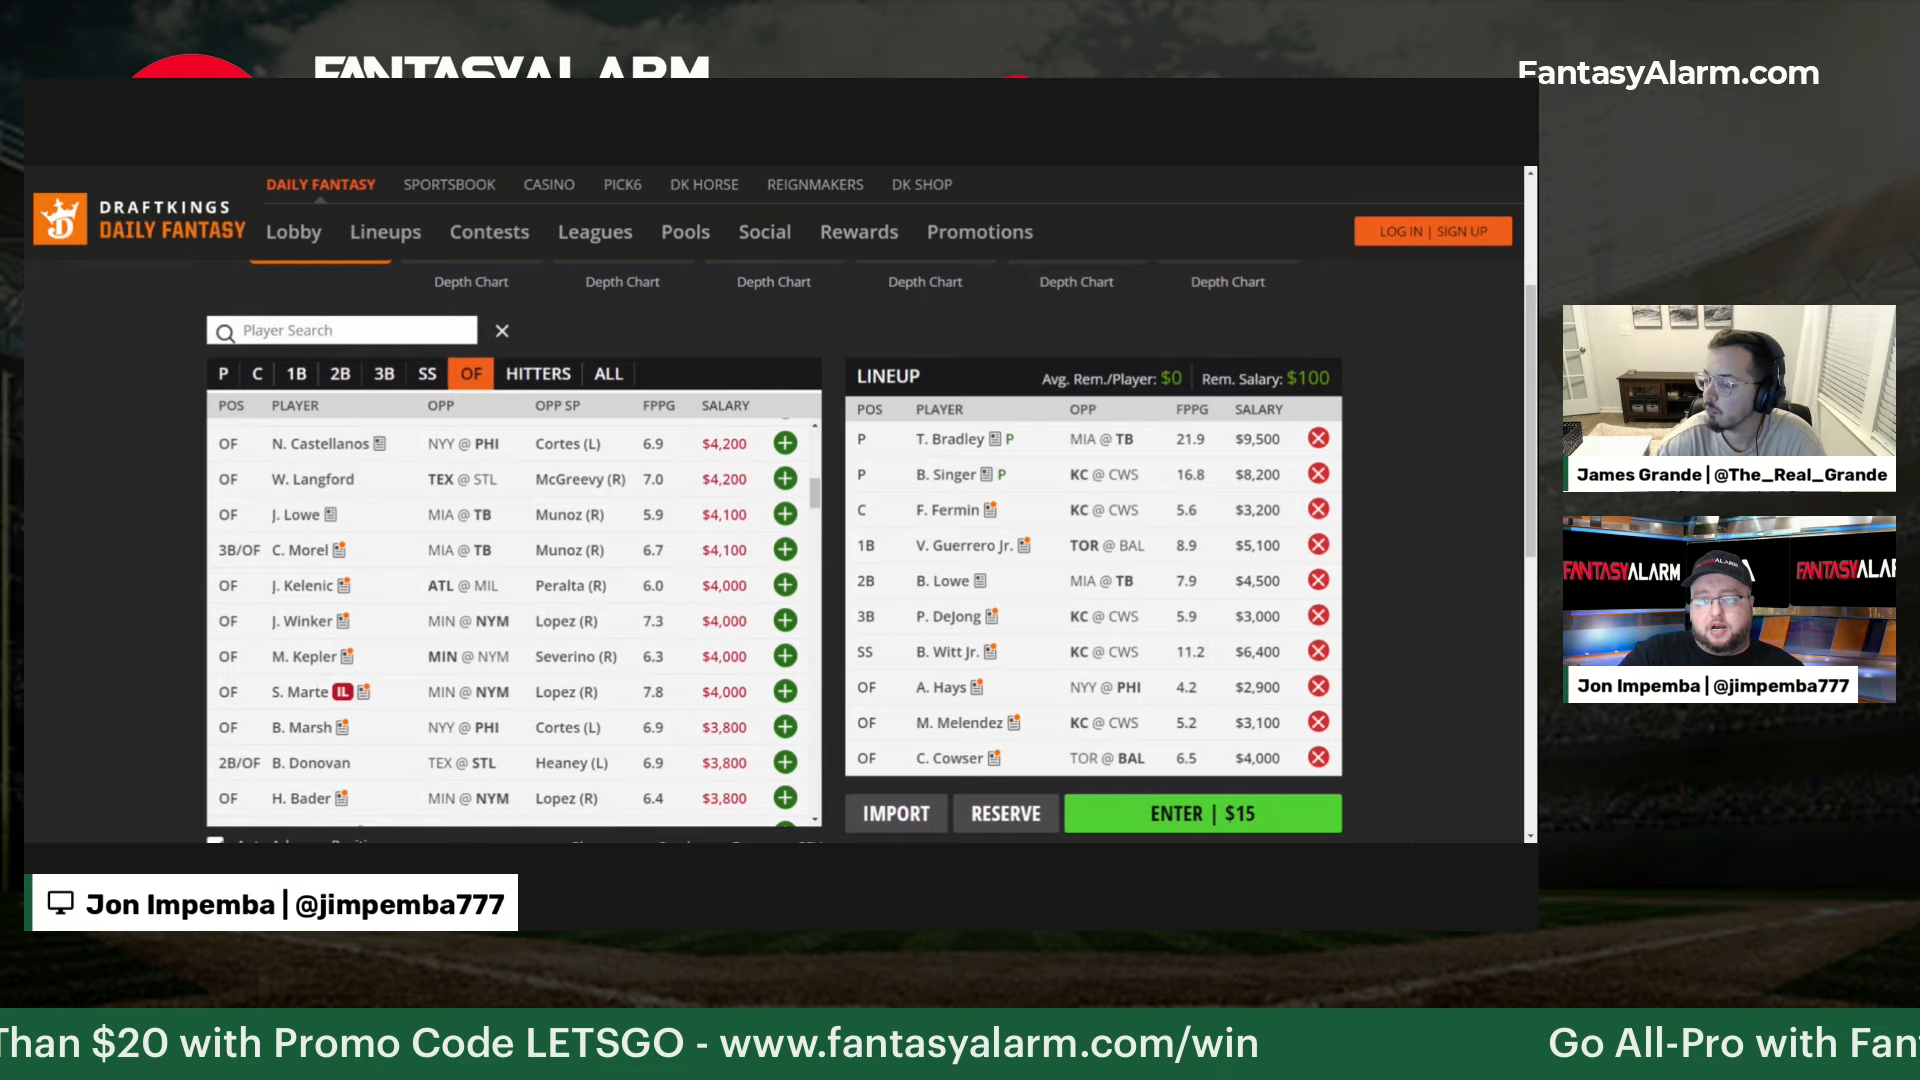 FANTASYALARM
FantasyAlarm.com
DAILY FANTASY SPORTSBOOK CASINO PICK6 DK HORSE REIGNMAKERS DK SHOP
DRAFTKINGS
DAILY FANTASY
Lobby Lineups Contests Leagues Pools Social Rewards Promotions
LOG IN | SIGN UP
Depth Chart Depth Chart Depth Chart Depth Chart Depth Chart Depth Chart
Player Search
P C 1B 2B 3B SS OF HITTERS ALL
POS PLAYER OPP OPP SP FPPG SALARY
OF N. Castellanos NYY @ PHI Cortes (L) 6.9 $4,200
OF W. Langford TEX @ STL McGreevy (R) 7.0 $4,200
OF J. Lowe MIA @ TB Munoz (R) 5.9 $4,100
3B/OF C. Morel MIA @ TB Munoz (R) 6.7 $4,100
OF J. Kelenic ATL @ MIL Peralta (R) 6.0 $4,000
OF J. Winker MIN @ NYM Lopez (R) 7.3 $4,000
OF M. Kepler MIN @ NYM Severino (R) 6.3 $4,000
OF S. Marte IL MIN @ NYM Lopez (R) 7.8 $4,000
OF B. Marsh NYY @ PHI Cortes (L) 6.9 $3,800
2B/OF B. Donovan TEX @ STL Heaney (L) 6.9 $3,800
OF H. Bader MIN @ NYM Lopez (R) 6.4 $3,800
LINEUP Avg. Rem./Player: $0 Rem. Salary: $100
POS PLAYER OPP FPPG SALARY
P T. Bradley P MIA @ TB 21.9 $9,500
P B. Singer P KC @ CWS 16.8 $8,200
C F. Fermin KC @ CWS 5.6 $3,200
1B V. Guerrero Jr. TOR @ BAL 8.9 $5,100
2B B. Lowe MIA @ TB 7.9 $4,500
3B P. DeJong KC @ CWS 5.9 $3,000
SS B. Witt Jr. KC @ CWS 11.2 $6,400
OF A. Hays NYY @ PHI 4.2 $2,900
OF M. Melendez KC @ CWS 5.2 $3,100
OF C. Cowser TOR @ BAL 6.5 $4,000
IMPORT RESERVE ENTER | $15
James Grande | @The_Real_Grande
FANTASYALARM
FANTASYALAR
Jon Impemba | @jimpemba777
Jon Impemba | @jimpemba777
Than $20 with Promo Code LETSGO - www.fantasyalarm.com/win
Go All-Pro with Fan